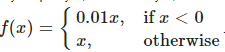 f(x) = { 0.01x, if x < 0
x, otherwise